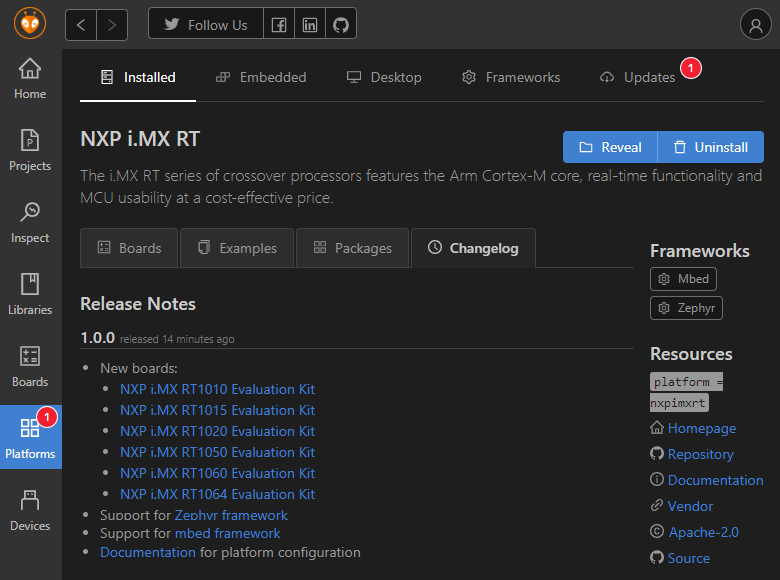 Follow Us
Home
Projects
Inspect
Libraries
Boards
1
Platforms
Devices
Installed
Embedded
Desktop
Frameworks
Updates
1
NXP i.MX RT
Reveal
Uninstall
The i.MX RT series of crossover processors features the Arm Cortex-M core, real-time functionality and
MCU usability at a cost-effective price.
Boards
Examples
Packages
Changelog
Release Notes
1.0.0 released 14 minutes ago
New boards:
NXP i.MX RT1010 Evaluation Kit
NXP i.MX RT1015 Evaluation Kit
NXP i.MX RT1020 Evaluation Kit
NXP i.MX RT1050 Evaluation Kit
NXP i.MX RT1060 Evaluation Kit
NXP i.MX RT1064 Evaluation Kit
Support for Zephyr framework
Support for mbed framework
Documentation for platform configuration
Frameworks
Mbed
Zephyr
Resources
platform =
nxpimxrt
Homepage
Repository
Documentation
Vendor
Apache-2.0
Source